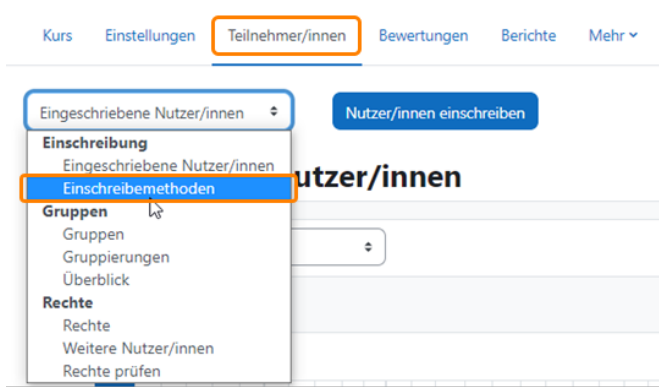 Kurs Einstellungen Teilnehmer/innen Bewertungen Berichte Mehr
Eingeschriebene Nutzer/innen Nutzer/innen einschreiben
Einschreibung
Eingeschriebene Nutzer/innen
Einschreibemethoden
utzer/innen
Gruppen
Gruppen
Gruppierungen
Überblick
Rechte
Rechte
Weitere Nutzer/innen
Rechte prüfen